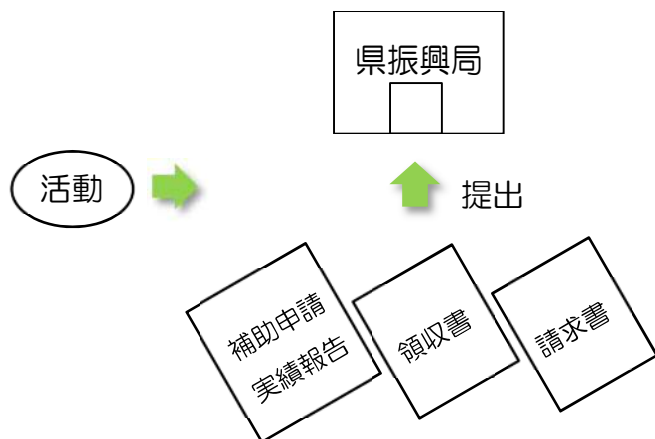 県振興局
活動
提出
補助申請
実績報告
領収書
請求書